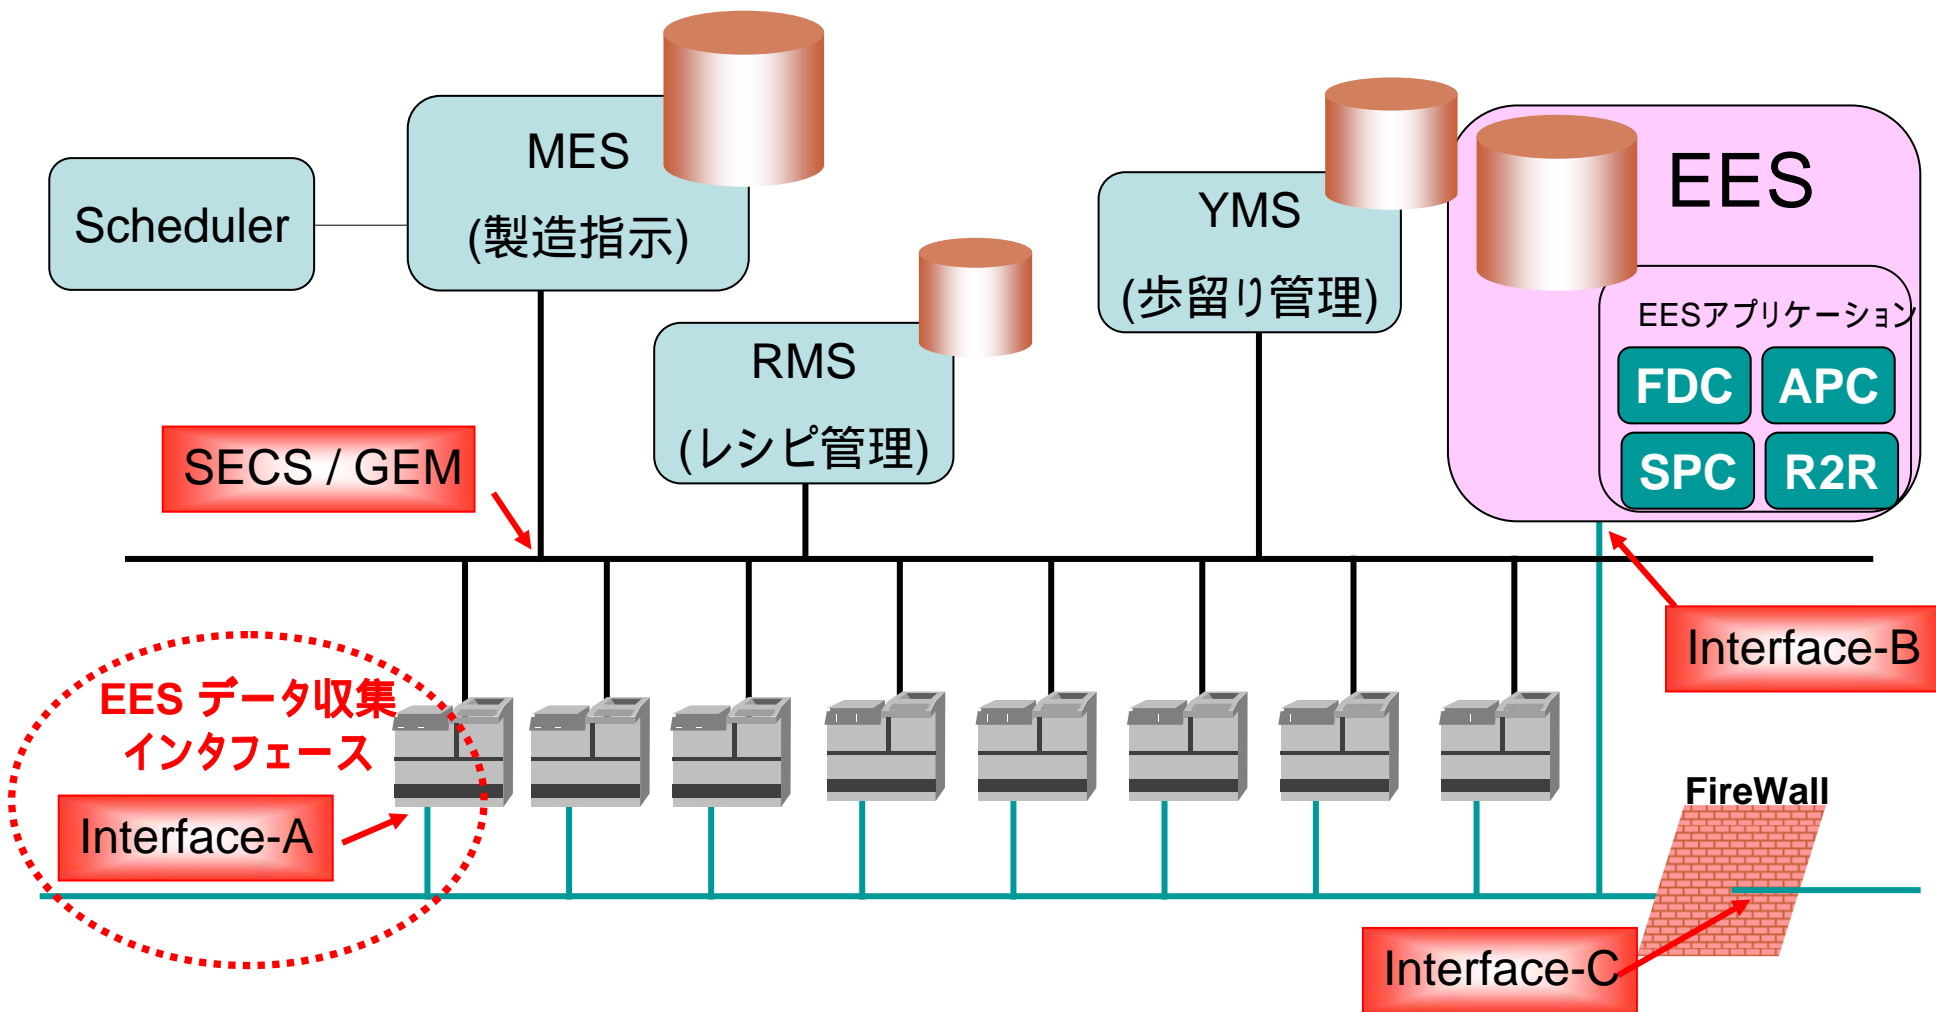 MES
(製造指示)
Scheduler
YMS
(歩留り管理)
EES
EESアプリケーション
FDC
APC
SPC
R2R
RMS
(レシピ管理)
SECS / GEM
Interface-B
EES データ収集
インタフェース
Interface-A
FireWall
Interface-C